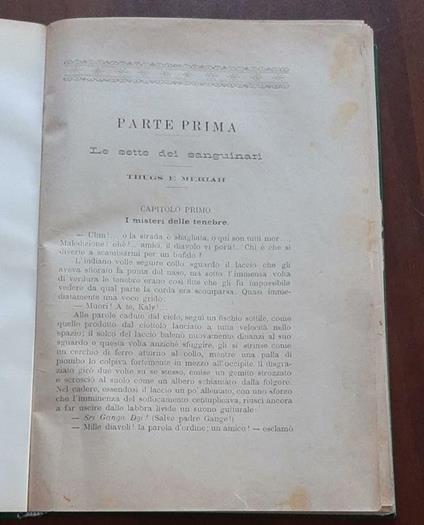 PARTE PRIMA
Le sette dei sanguinari
THUGS E MERIAH
CAPITOLO PRIMO
I misteri delle tenebre.
— Ulm!... o la strada è sbagliata, o qui son tutti mor....
Maledizione! ohè!... amici, il diavolo vi porti!.. Chi è che si
diverte a scambiarmi per un bufalo?
L'indiano volle seguire collo sguardo il laccio che gli
aveva sfiorato la punta del naso, ma sotto l'immensa volta
di verdura le tenebre erano così fitte che gli fu impossibile
vedere da qual parte la corda era scomparsa. Quasi imme-
diatamente una voce gridò:
— Muori! A te, Kaly!
Alle parole cadute dal cielo, seguì un fischio sottile, come
quello prodotto dal ciottolo lanciato a tutta velocità nello
spazio; il solco del laccio balenò nuovamente dinanzi al suo
sguardo e questa volta anzichè sfuggire, gli si strinse come
un cerchio di ferro attorno al collo, mentre una palla di
piombo lo colpiva fortemente in mezzo all'occipite. Il disgra-
ziato girò due volte su se stesso, emise un gemito strozzato
e scrosciò al suolo come un albero schiantato dalla folgore.
Nel cadere, essendosi il laccio un po' allentato, con uno sforzo
che l'imminenza del soffocamento centuplicava, riuscì ancora
a far uscire dalle labbra livide un suono gutturale:
— Sri Ganga Dgi! (Salve padre Gange!)
— Mille diavoli! la parola d'ordine; un amico! — esclamò